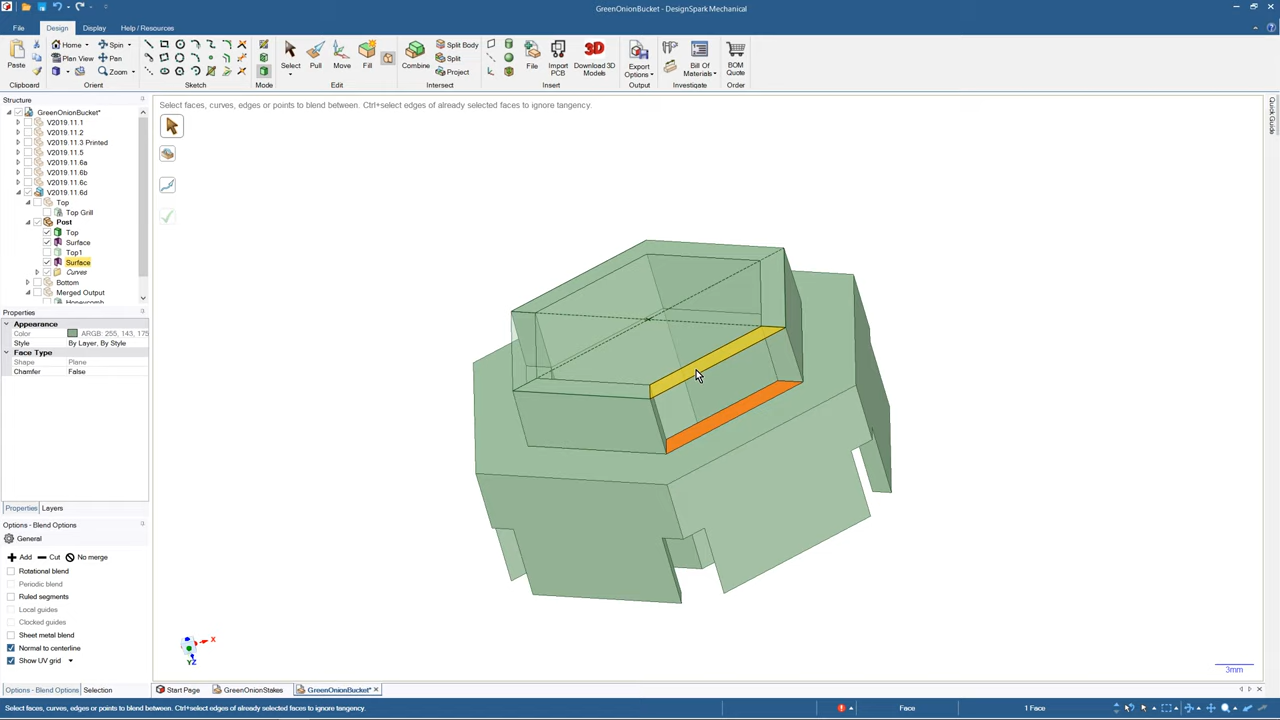 GreenOnionBucket - DesignSpark Mechanical
File Design Display Help / Resources
Home Spin Split Body
Plan View Pan Split
Zoom Project
Paste Select Pull Move Fill Combine File Import PCB Download 3D Models Export Options Bill Of Materials BOM Quote
Clipboard Orient Sketch Mode Edit Intersect Insert Output Investigate Order
Structure
GreenOnionBucket*
V2019.11.1
V2019.11.2
V2019.11.3 Printed
V2019.11.5
V2019.11.6a
V2019.11.6b
V2019.11.6c
V2019.11.6d
Top
Top Grill
Post
Top
Surface
Top1
Surface
Curves
Bottom
Merged Output
Honeycomb
Select faces, curves, edges or points to blend between. Ctrl+select edges of already selected faces to ignore tangency.
Quick Guide
Properties
Appearance
Color ARGB: 255, 143, 175
Style By Layer, By Style
Face Type
Shape Plane
Chamfer False
Properties Layers
Options - Blend Options
General
Add Cut No merge
Rotational blend
Periodic blend
Ruled segments
Local guides
Clocked guides
Sheet metal blend
Normal to centerline
Show UV grid
X
Y Z
3mm
Options - Blend Options Selection
Start Page GreenOnionStakes GreenOnionBucket*
Select faces, curves, edges or points to blend between. Ctrl+select edges of already selected faces to ignore tangency.
Face 1 Face